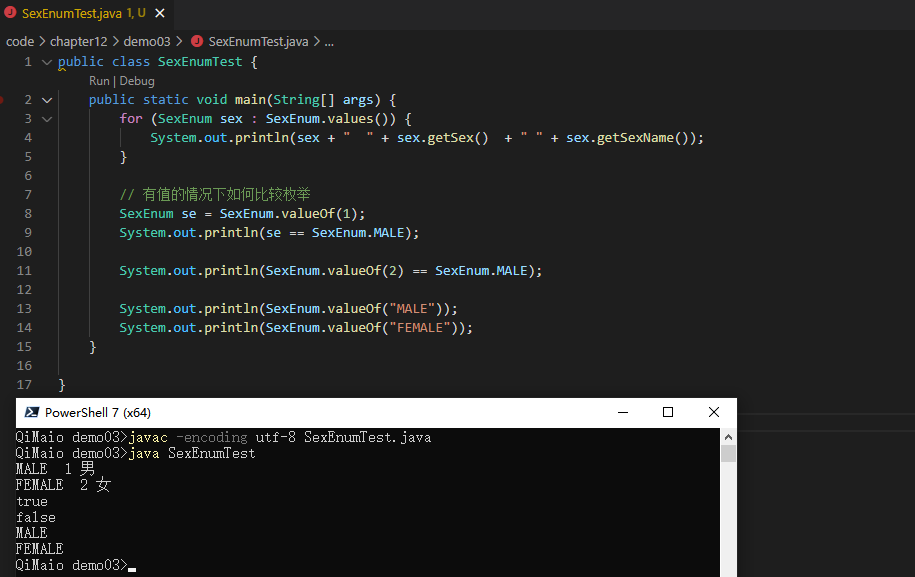 SexEnumTest.java 1, U
code > chapter12 > demo03 > SexEnumTest.java > ...
1 public class SexEnumTest {
Run | Debug
2 public static void main(String[] args) {
3 for (SexEnum sex : SexEnum.values()) {
4 System.out.println(sex + "  " + sex.getSex()  + " " + sex.getSexName());
5 }
6
7 // 有值的情况下如何比较枚举
8 SexEnum se = SexEnum.valueOf(1);
9 System.out.println(se == SexEnum.MALE);
10
11 System.out.println(SexEnum.valueOf(2) == SexEnum.MALE);
12
13 System.out.println(SexEnum.valueOf("MALE"));
14 System.out.println(SexEnum.valueOf("FEMALE"));
15 }
16
17 }
PowerShell 7 (x64)
QiMaio demo03>javac -encoding utf-8 SexEnumTest.java
QiMaio demo03>java SexEnumTest
MALE  1 男
FEMALE  2 女
true
false
MALE
FEMALE
QiMaio demo03>